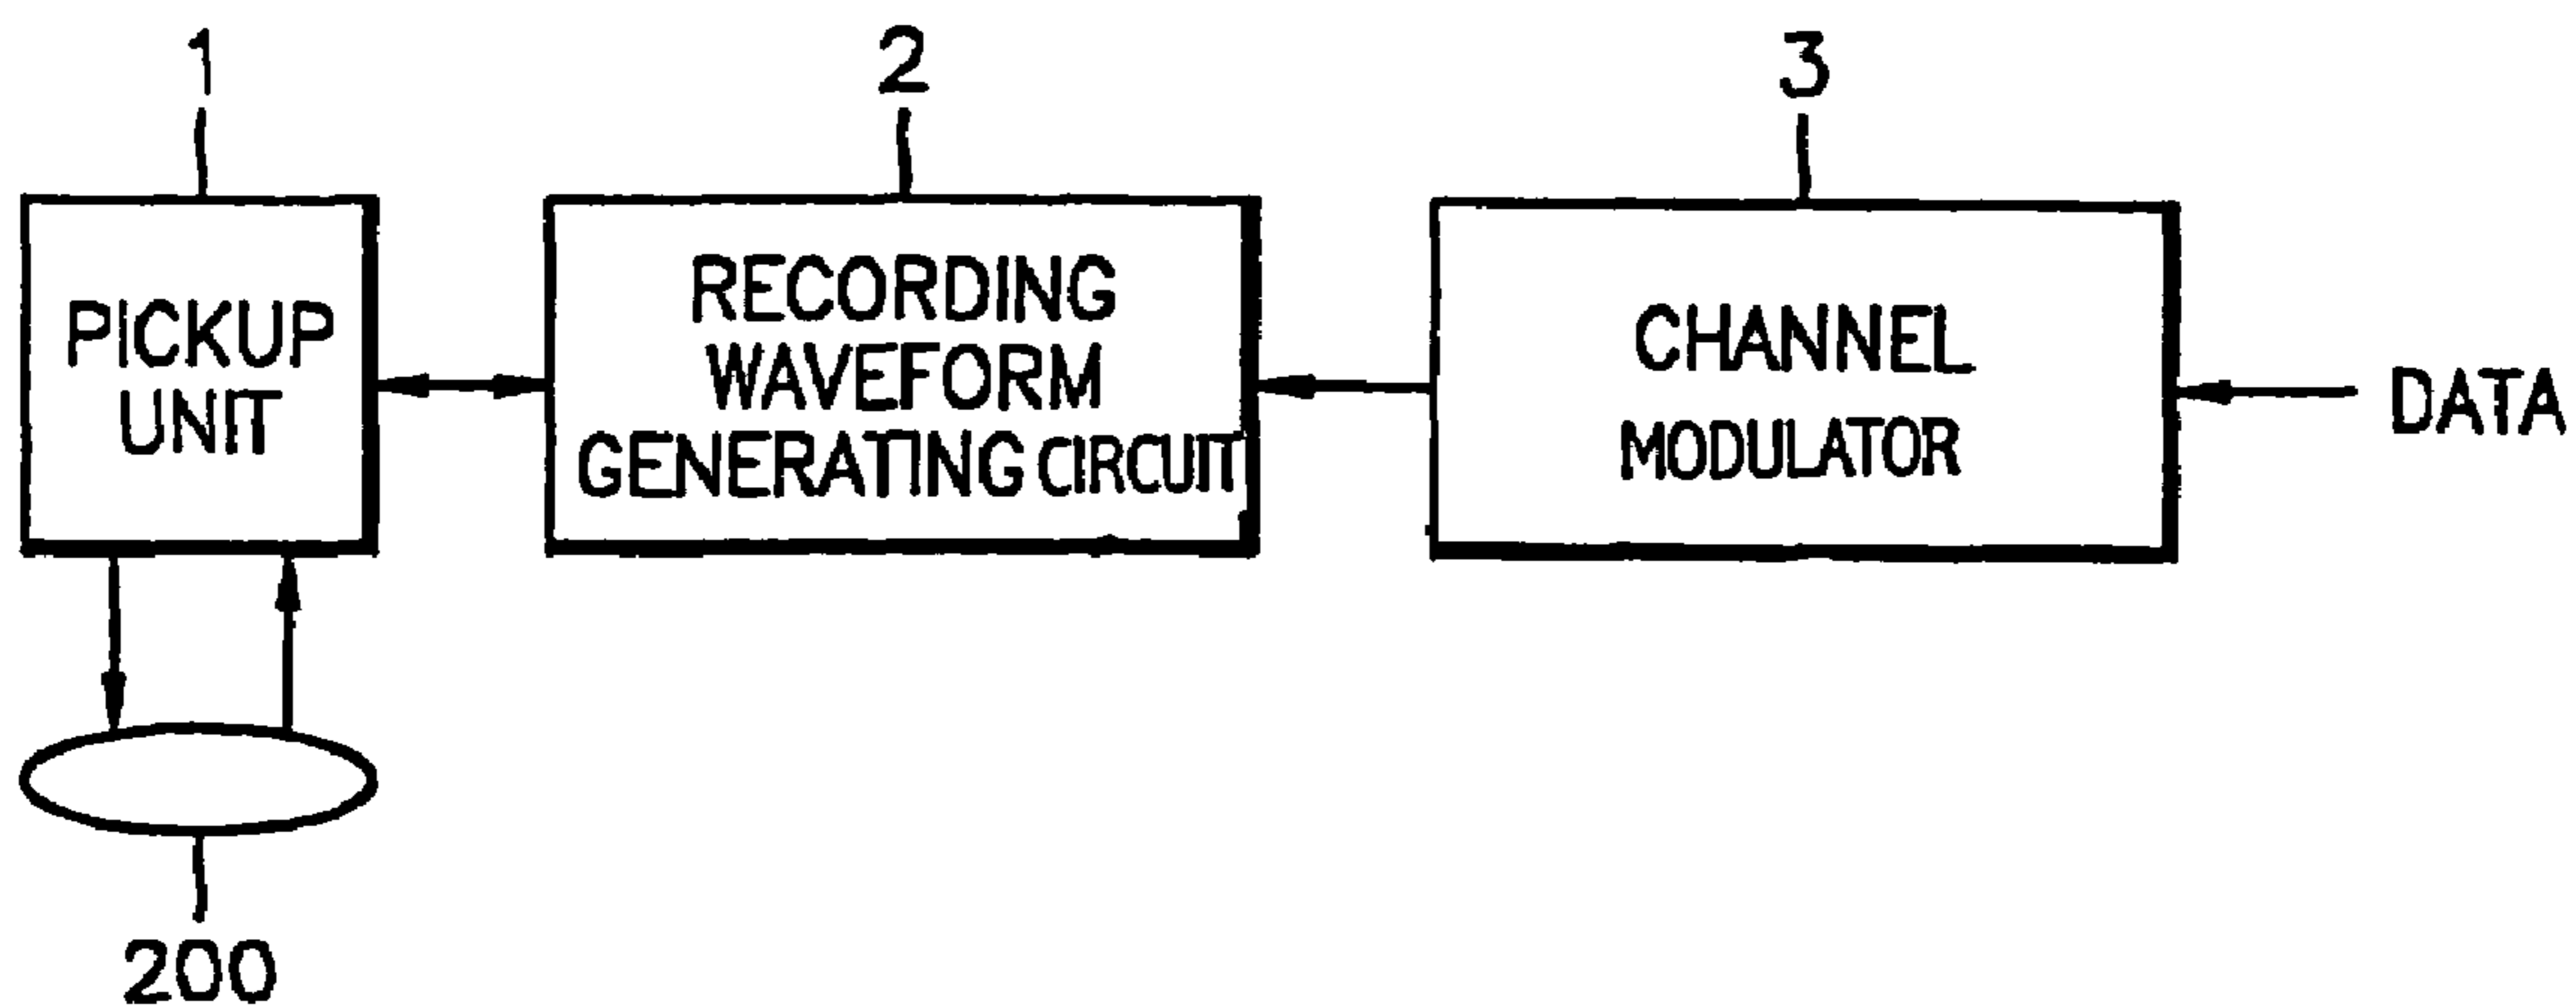 1
2
3
PICKUP
UNIT
RECORDING
WAVEFORM
GENERATING CIRCUIT
CHANNEL
MODULATOR
DATA
200